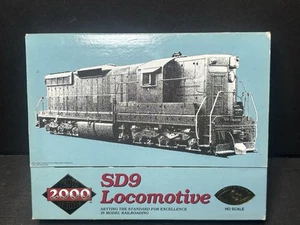 2000
SD9
Locomotive
SETTING THE STANDARD FOR EXCELLENCE
IN MODEL RAILROADING
HO SCALE